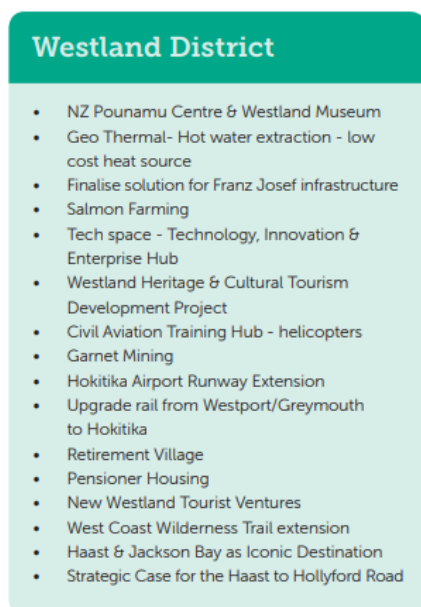 Westland District
• NZ Pounamu Centre & Westland Museum
• Geo Thermal- Hot water extraction - low
cost heat source
• Finalise solution for Franz Josef infrastructure
• Salmon Farming
• Tech space - Technology, Innovation &
Enterprise Hub
• Westland Heritage & Cultural Tourism
Development Project
• Civil Aviation Training Hub - helicopters
• Garnet Mining
• Hokitika Airport Runway Extension
• Upgrade rail from Westport/Greymouth
to Hokitika
• Retirement Village
• Pensioner Housing
• New Westland Tourist Ventures
• West Coast Wilderness Trail extension
• Haast & Jackson Bay as Iconic Destination
• Strategic Case for the Haast to Hollyford Road